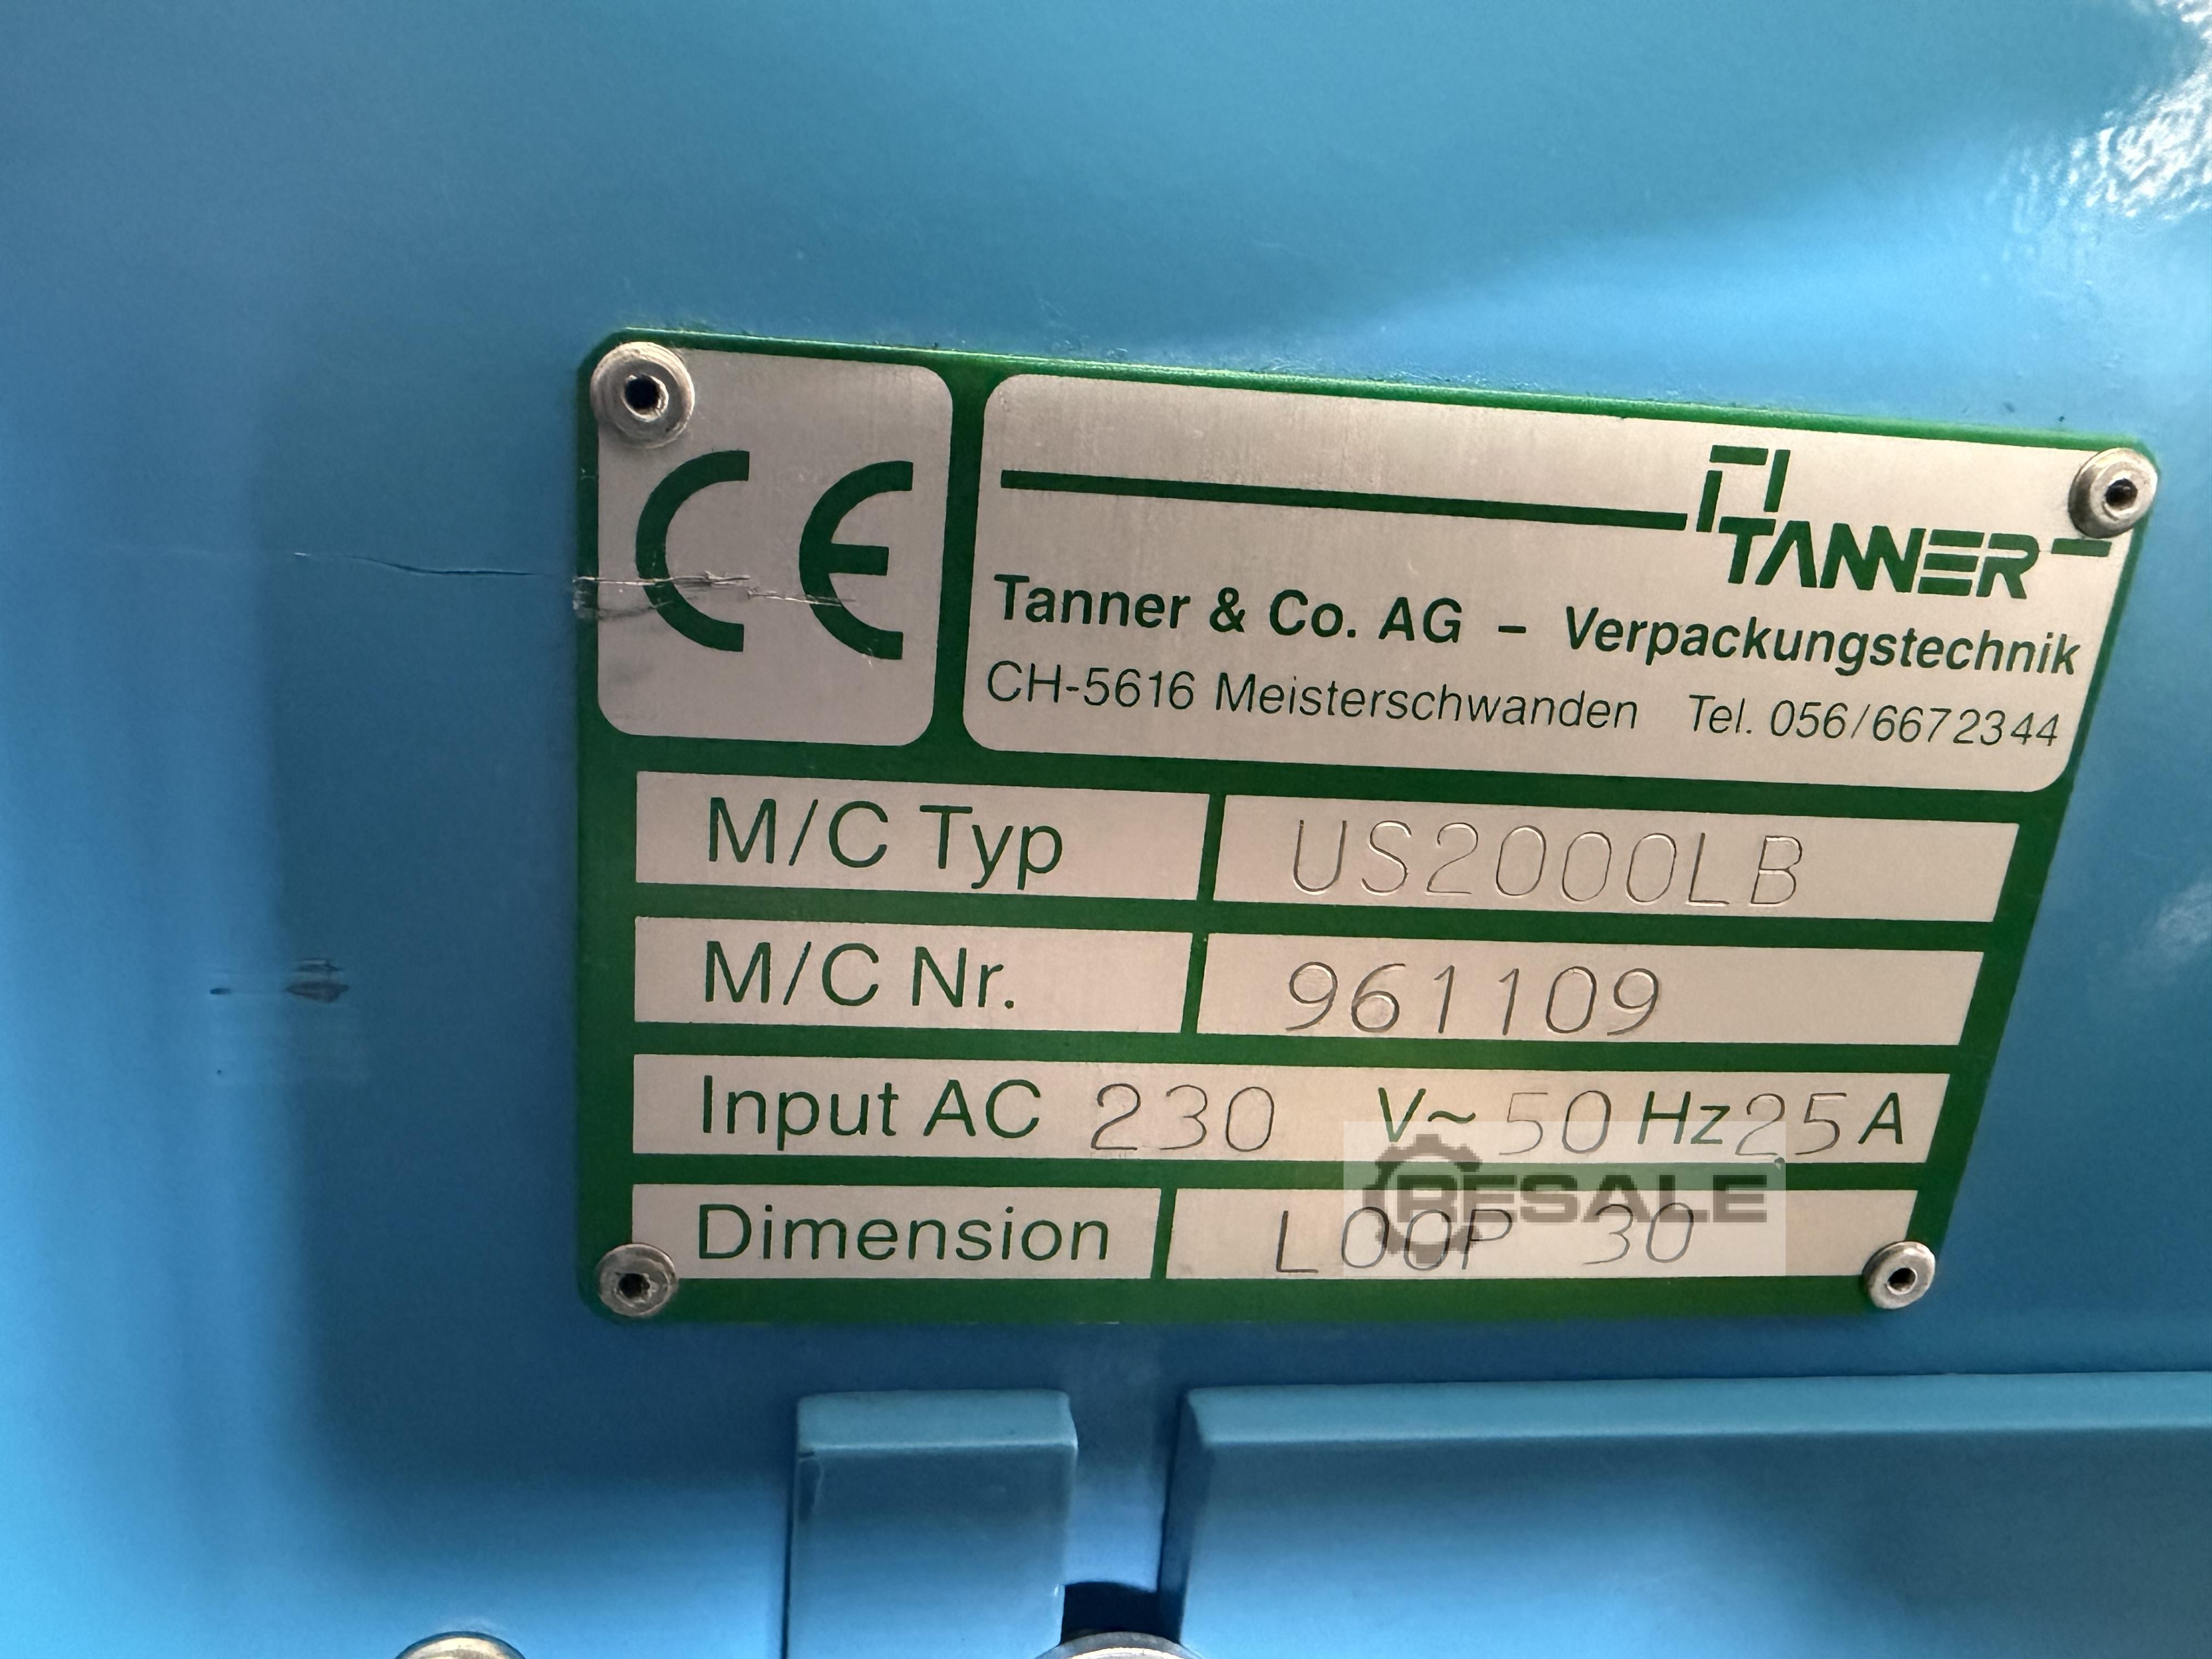 CE
TANNER
Tanner & Co. AG – Verpackungstechnik
CH-5616 Meisterschwanden Tel. 056/6672344
M/C Typ US2000LB
M/C Nr. 961109
Input AC 230 V~ 50 Hz 25 A
RESALE
Dimension LOOP 30